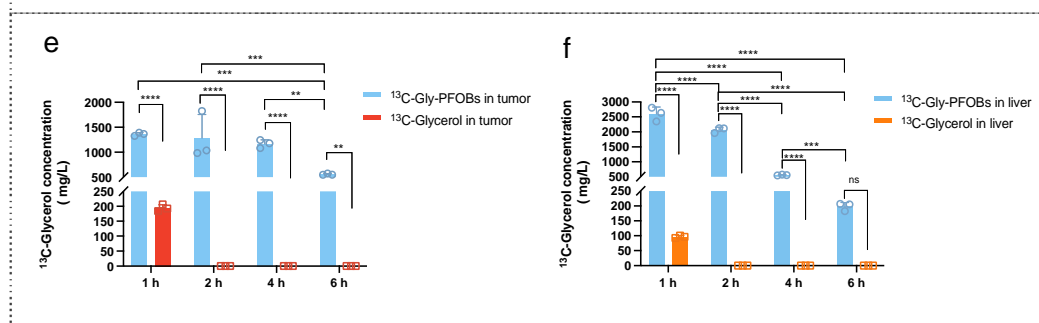 e
***
***
**
****
****
****
**
¹³C-Gly-PFOBs in tumor
¹³C-Glycerol in tumor
¹³C-Glycerol concentration
( mg/L)
2000
1500
1000
500
250
200
150
100
50
0
1 h
2 h
4 h
6 h
f
****
****
****
****
****
****
****
****
***
ns
¹³C-Gly-PFOBs in liver
¹³C-Glycerol in liver
¹³C-Glycerol concentration
( mg/L)
3000
2500
2000
1500
1000
500
250
200
150
100
50
0
1 h
2 h
4 h
6 h